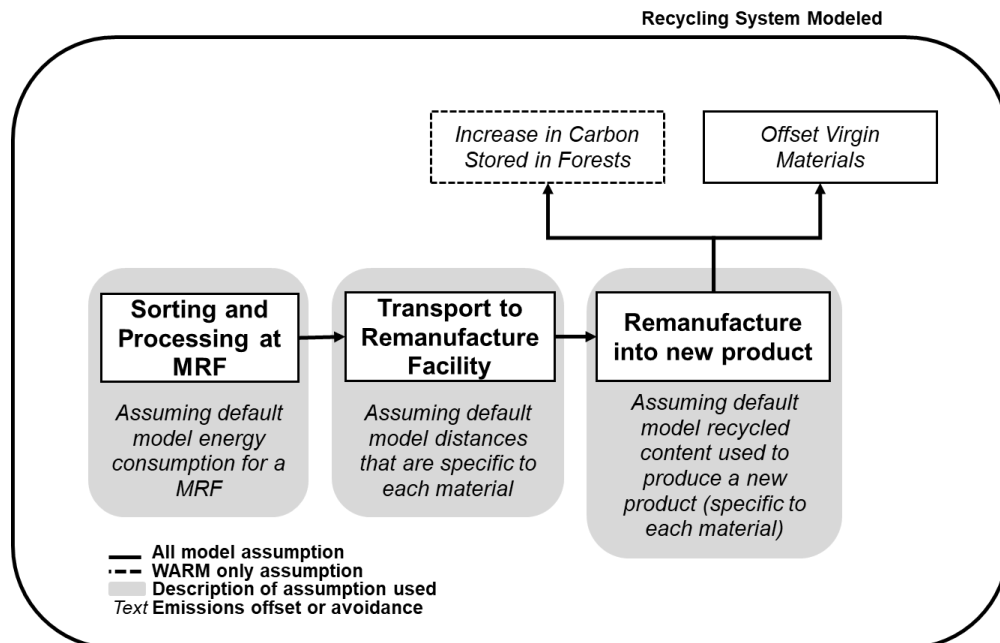 Recycling System Modeled
Increase in Carbon
Stored in Forests
Offset Virgin
Materials
Sorting and
Processing at
MRF
Assuming default
model energy
consumption for a
MRF
Transport to
Remanufacture
Facility
Assuming default
model distances
that are specific to
each material
Remanufacture
into new product
Assuming default
model recycled
content used to
produce a new
product (specific to
each material)
All model assumption
WARM only assumption
Description of assumption used
Text Emissions offset or avoidance